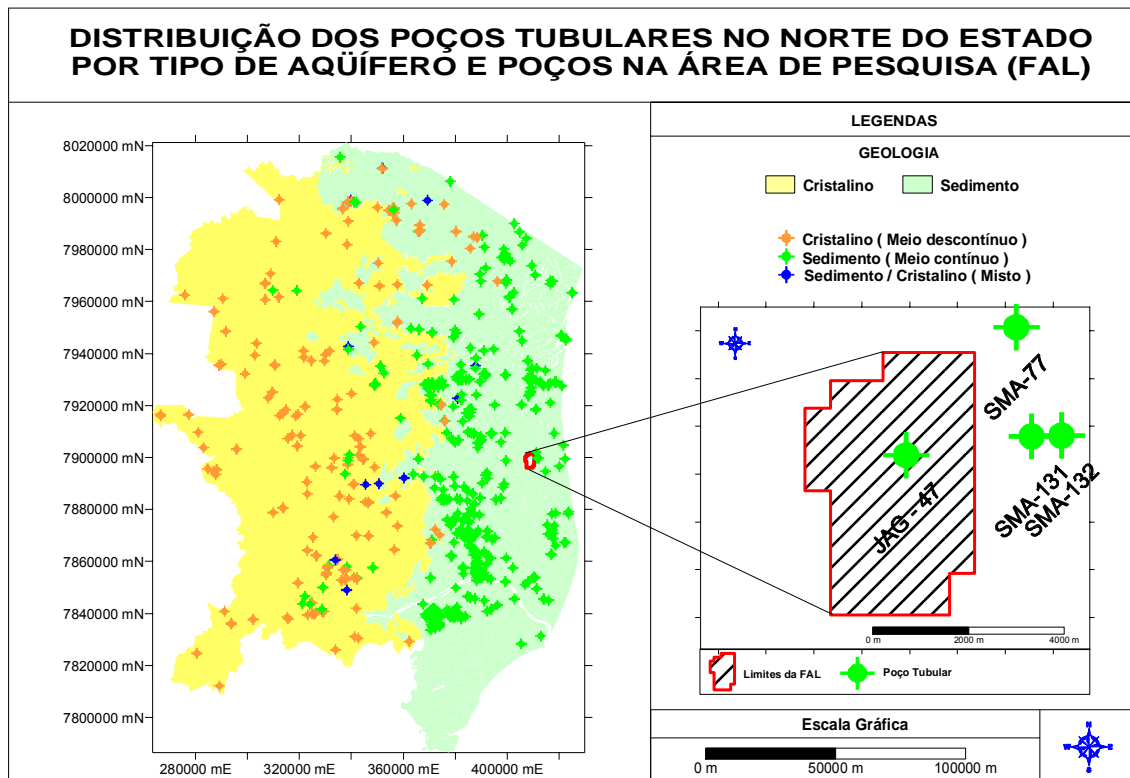 DISTRIBUIÇÃO DOS POÇOS TUBULARES NO NORTE DO ESTADO
POR TIPO DE AQÜÍFERO E POÇOS NA ÁREA DE PESQUISA (FAL)
8020000 mN
8000000 mN
7980000 mN
7960000 mN
7940000 mN
7920000 mN
7900000 mN
7880000 mN
7860000 mN
7840000 mN
7820000 mN
7800000 mN
280000 mE
320000 mE
360000 mE
400000 mE
LEGENDAS
GEOLOGIA
Cristalino
Sedimento
Cristalino ( Meio descontínuo )
Sedimento ( Meio contínuo )
Sedimento / Cristalino ( Misto )
SMA-77
SMA-131
SMA-132
JAG - 47
0 m 2000 m 4000 m
Limites da FAL
Poço Tubular
Escala Gráfica
0 m 50000 m 100000 m